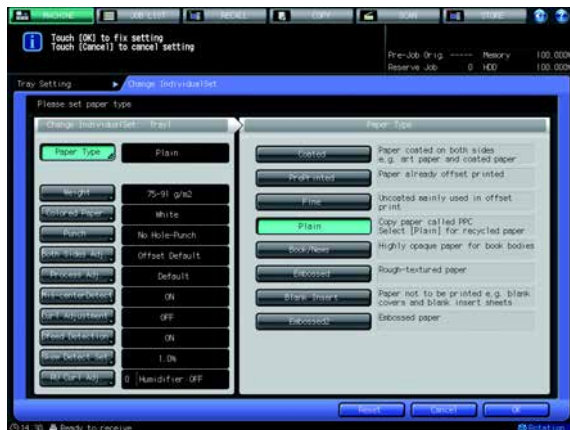 MACHINE
JOB LIST
RECALL
COPY
SCAN
STORE
Touch [OK] to fix setting
Touch [Cancel] to cancel setting
Pre-Job Orig. ----- Memory 100.000%
Reserve Job 0 HDD 100.000%
Tray Setting
Change IndividualSet
Please set paper type
Change IndividualSet: Tray1
Paper Type
Paper Type Plain
Weight 75-91 g/m2
Colored Paper White
Punch No Hole-Punch
Both Sides Adj. Offset Default
Process Adj. Default
Mis-centerDetect ON
Curl Adjustment OFF
ON
1.0%
0 Humidifier OFF
Coated Paper coated on both sides
e.g. art paper and coated paper
PrePrinted Paper already offset printed
Fine Uncoated mainly used in offset
print
Plain Copy paper called PPC
Select [Plain] for recycled paper
Book/News Highly opaque paper for book bodies
Embossed Rough-textured paper
Blank Insert Paper not to be printed e.g. blank
covers and blank insert sheets
Embossed2 Embossed paper
Reset Cancel OK
14:30 Ready to receive Rotation